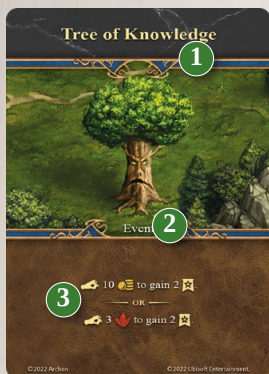 Tree of Knowledge
1
2
Even
3
10 to gain 2 .
OR
3 to gain 2 .
©2022 Archon
©2022 Ubisoft Entertainment.